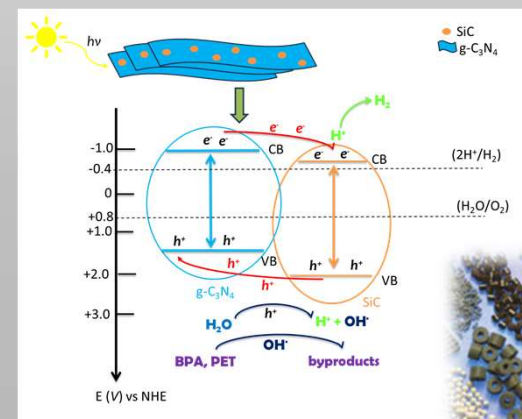 hν
SiC
g-C₃N₄
H₂
e⁻ e⁻ H⁺
-1.0 e⁻ e⁻ CB e⁻ e⁻ CB (2H⁺/H₂)
-0.4
0
+0.8 (H₂O/O₂)
+1.0 h⁺ h⁺
VB h⁺ h⁺
+2.0 h⁺ VB
g-C₃N₄ h⁺ SiC
+3.0 h⁺
H₂O H⁺ + OH·
OH·
BPA, PET byproducts
E (V) vs NHE